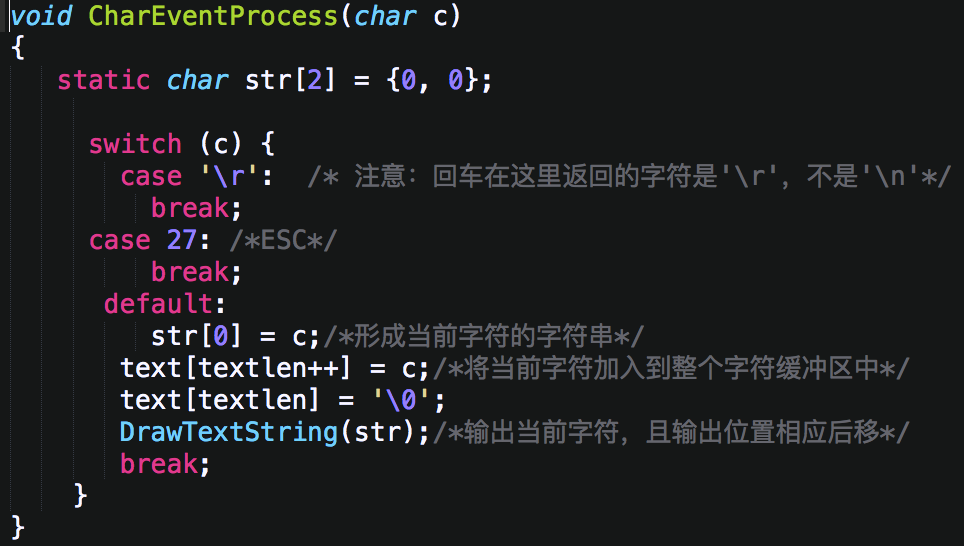 void CharEventProcess(char c)
{
    static char str[2] = {0, 0};
      switch (c) {
        case '\r':  /* 注意：回车在这里返回的字符是'\r'，不是'\n'*/
          break;
      case 27: /*ESC*/
          break;
       default:
          str[0] = c;/*形成当前字符的字符串*/
        text[textlen++] = c;/*将当前字符加入到整个字符缓冲区中*/
        text[textlen] = '\0';
        DrawTextString(str);/*输出当前字符，且输出位置相应后移*/
        break;
     }
}